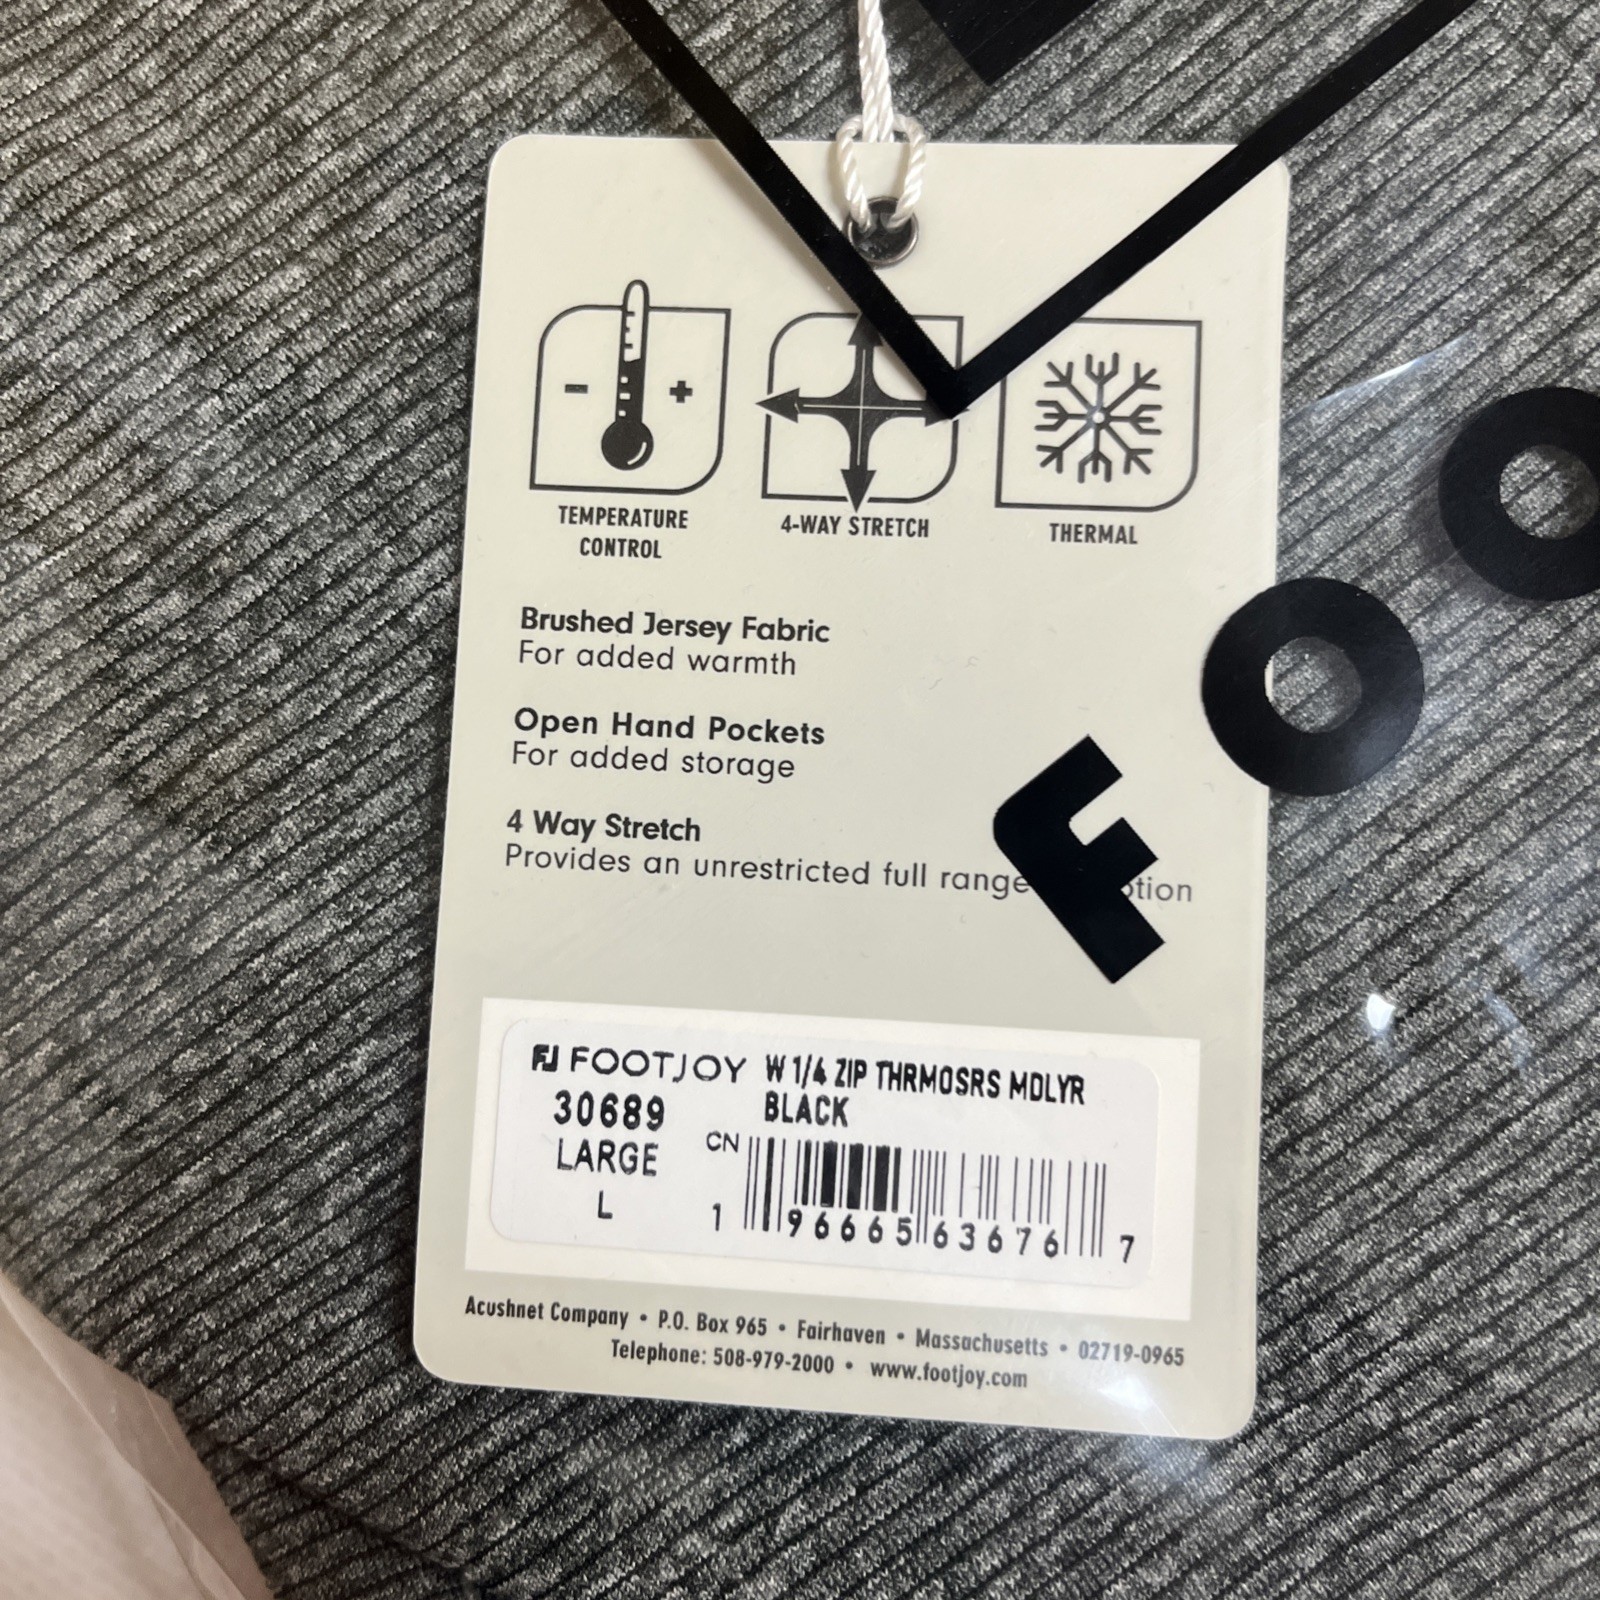 TEMPERATURE
CONTROL
4-WAY STRETCH
THERMAL
Brushed Jersey Fabric
For added warmth
Open Hand Pockets
For added storage
4 Way Stretch
Provides an unrestricted full range
FOO
FJ FOOTJOY W 1/4 ZIP THRMOSRS MDLYR
30689 BLACK
LARGE CN
L 1 96665 63676 7
Acushnet Company • P.O. Box 965 • Fairhaven • Massachusetts • 02719-0965
Telephone: 508-979-2000 • www.footjoy.com